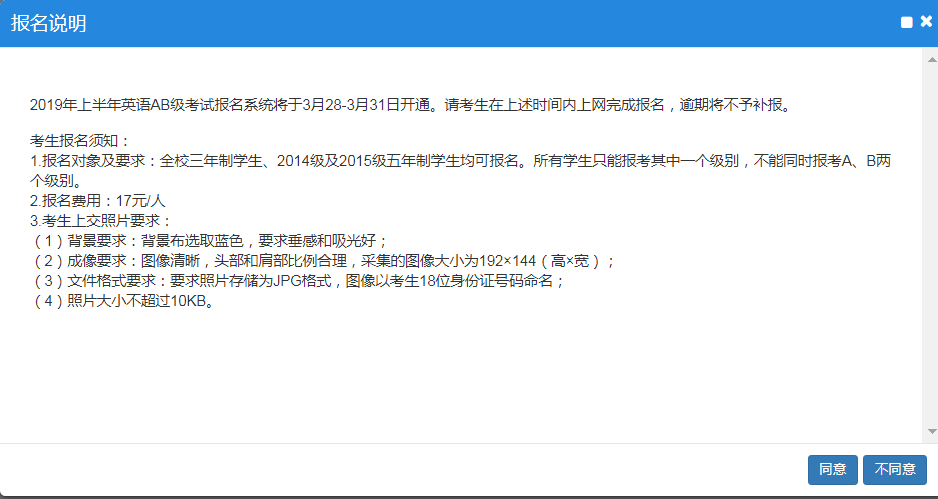 报名说明
2019年上半年英语AB级考试报名系统将于3月28-3月31日开通。请考生在上述时间内上网完成报名，逾期将不予补报。
考生报名须知：
1.报名对象及要求：全校三年制学生、2014级及2015级五年制学生均可报名。所有学生只能报考其中一个级别，不能同时报考A、B两
个级别。
2.报名费用：17元/人
3.考生上交照片要求：
（1）背景要求：背景布选取蓝色，要求垂感和吸光好；
（2）成像要求：图像清晰，头部和肩部比例合理，采集的图像大小为192×144（高×宽）；
（3）文件格式要求：要求照片存储为JPG格式，图像以考生18位身份证号码命名；
（4）照片大小不超过10KB。
同意 不同意